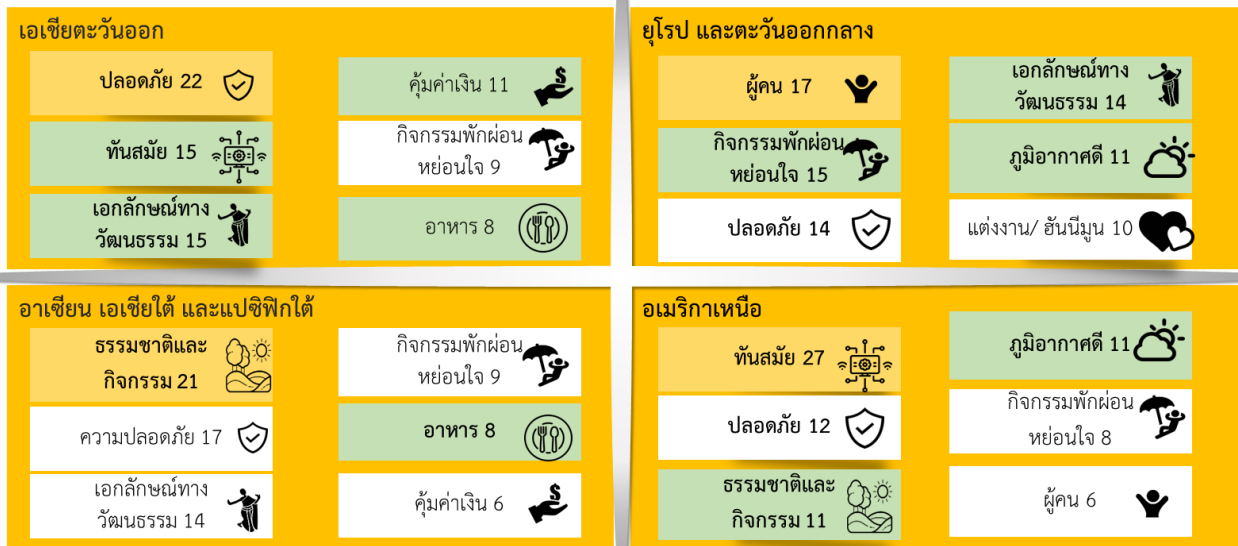 เอเชียตะวันออก
ปลอดภัย 22
ทันสมัย 15
เอกลักษณ์ทาง
วัฒนธรรม 15
คุ้มค่าเงิน 11
กิจกรรมพักผ่อน
หย่อนใจ 9
อาหาร 8
ยุโรป และตะวันออกกลาง
ผู้คน 17
กิจกรรมพักผ่อน
หย่อนใจ 15
ปลอดภัย 14
เอกลักษณ์ทาง
วัฒนธรรม 14
ภูมิอากาศดี 11
แต่งงาน/ ฮันนีมูน 10
อาเซียน เอเชียใต้ และแปซิฟิกใต้
ธรรมชาติและ
กิจกรรม 21
ความปลอดภัย 17
เอกลักษณ์ทาง
วัฒนธรรม 14
กิจกรรมพักผ่อน
หย่อนใจ 9
อาหาร 8
คุ้มค่าเงิน 6
อเมริกาเหนือ
ทันสมัย 27
ปลอดภัย 12
ธรรมชาติและ
กิจกรรม 11
ภูมิอากาศดี 11
กิจกรรมพักผ่อน
หย่อนใจ 8
ผู้คน 6